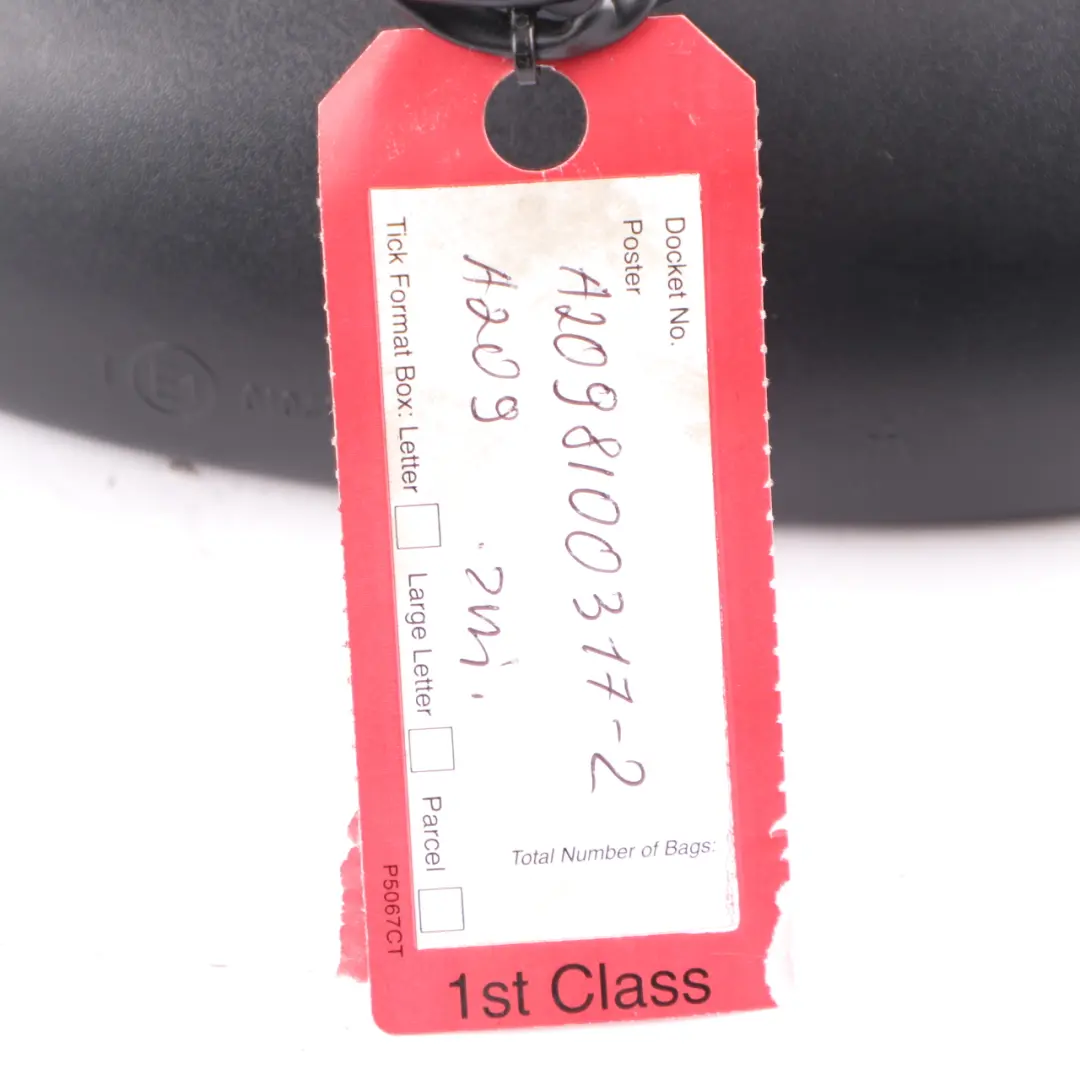 Docket No.
Poster
A2098100317-2
A209
Tick Format Box: Letter
Large Letter
Parcel
Total Number of Bags:
P5067CT
1st Class
E1